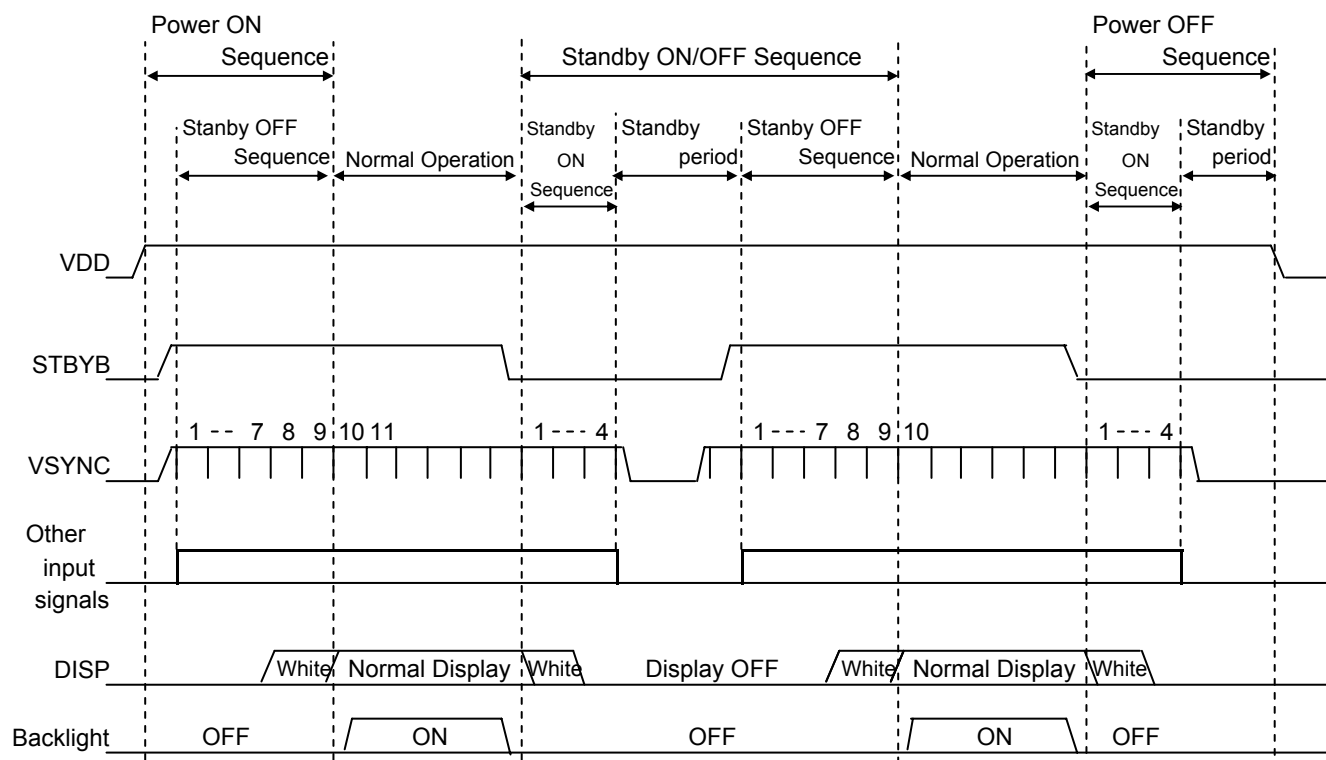 Power ON
Sequence
Standby ON/OFF Sequence
Power OFF
Sequence
Stanby OFF
Sequence
Normal Operation
Standby
ON
Sequence
Standby
period
Stanby OFF
Sequence
Normal Operation
Standby
ON
Sequence
Standby
period
VDD
STBYB
VSYNC
1 -- 7 8 9 10 11
1 --- 4
1 --- 7 8 9 10
1 --- 4
Other
input
signals
DISP
White
Normal Display
White
Display OFF
White
Normal Display
White
Backlight
OFF
ON
OFF
ON
OFF